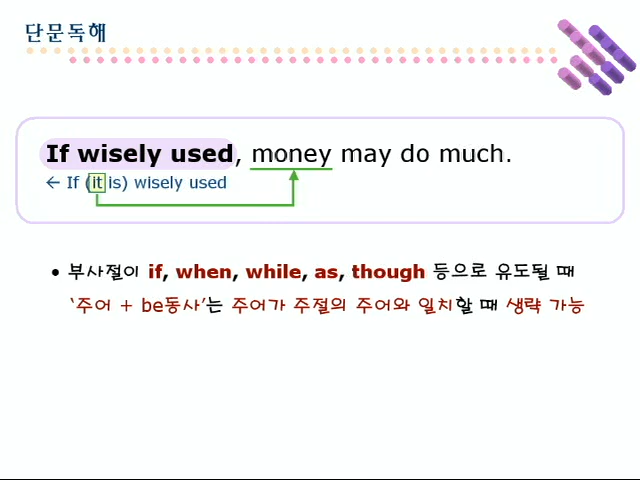 단문독해
If wisely used, money may do much.
← If (it is) wisely used
• 부사절이 if, when, while, as, though 등으로 유도될 때
‘주어 + be동사’는 주어가 주절의 주어와 일치할 때 생략 가능